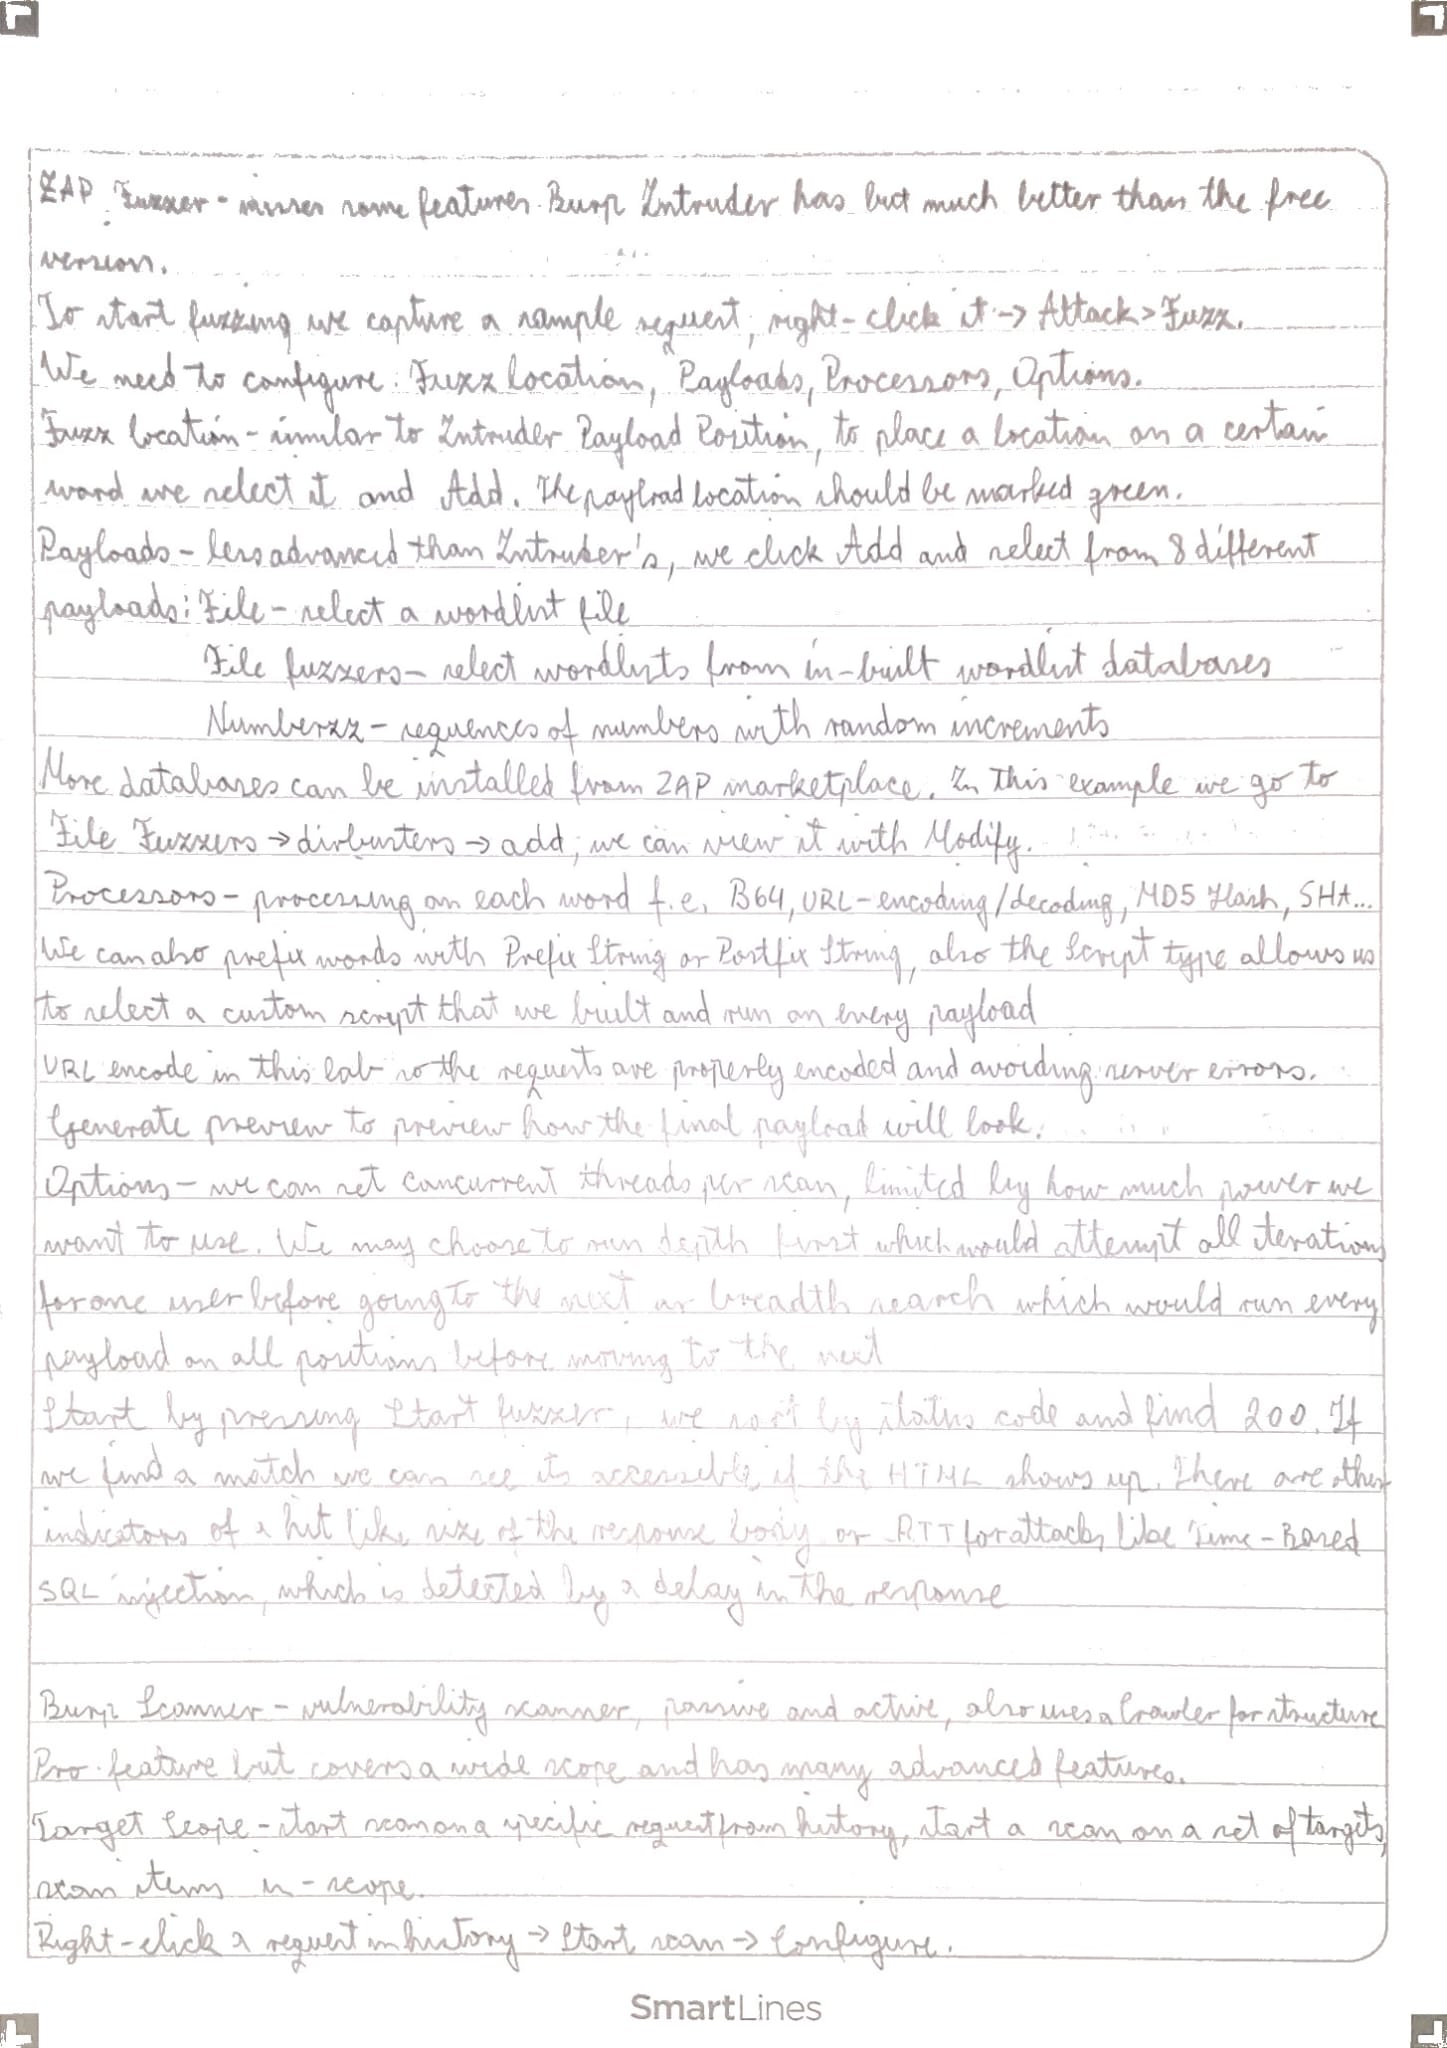 ZAP Fuzzer - misses some features Burp Intruder has but much better than the free
version.
To start fuzzing we capture a sample request, right-click it -> Attack > Fuzz.
We need to configure: Fuzz location, Payloads, Processors, Options.
Fuzz location - similar to Intruder Payload Position, to place a location on a certain
word we select it and Add. The payload location should be marked green.
Payloads - less advanced than Intruder's, we click Add and select from 8 different
payloads: File - select a wordlist file
File fuzzers - select wordlists from in-built wordlist databases
Numberzz - sequences of numbers with random increments
More databases can be installed from ZAP marketplace. In this example we go to
File Fuzzers -> dirbusters -> add, we can view it with Modify.
Processors - processing on each word f.e. B64, URL-encoding/decoding, MD5 Hash, SHA...
We can also prefix words with Prefix String or Postfix String, also the Script type allows us
to select a custom script that we built and run on every payload
URL encode in this lab so the requests are properly encoded and avoiding server errors.
Generate preview to preview how the final payload will look.
Options - we can set concurrent threads per scan, limited by how much power we
want to use. We may choose to run depth first which would attempt all iterations
for one user before going to the next or breadth search which would run every
payload on all positions before moving to the next
Start by pressing Start fuzzer, we sort by status code and find 200. If
we find a match we can see its accessible if the HTML shows up. There are other
indicators of a hit like size of the response body or RTT for attacks like Time-Based
SQL injection, which is detected by a delay in the response
Burp Scanner - vulnerability scanner, passive and active, also uses a Crawler for structure
Pro feature but covers a wide scope and has many advanced features.
Target Scope - start scan on a specific request from history, start a scan on a set of targets,
scan items in-scope.
Right-click a request in history -> Start scan -> Configure.
SmartLines